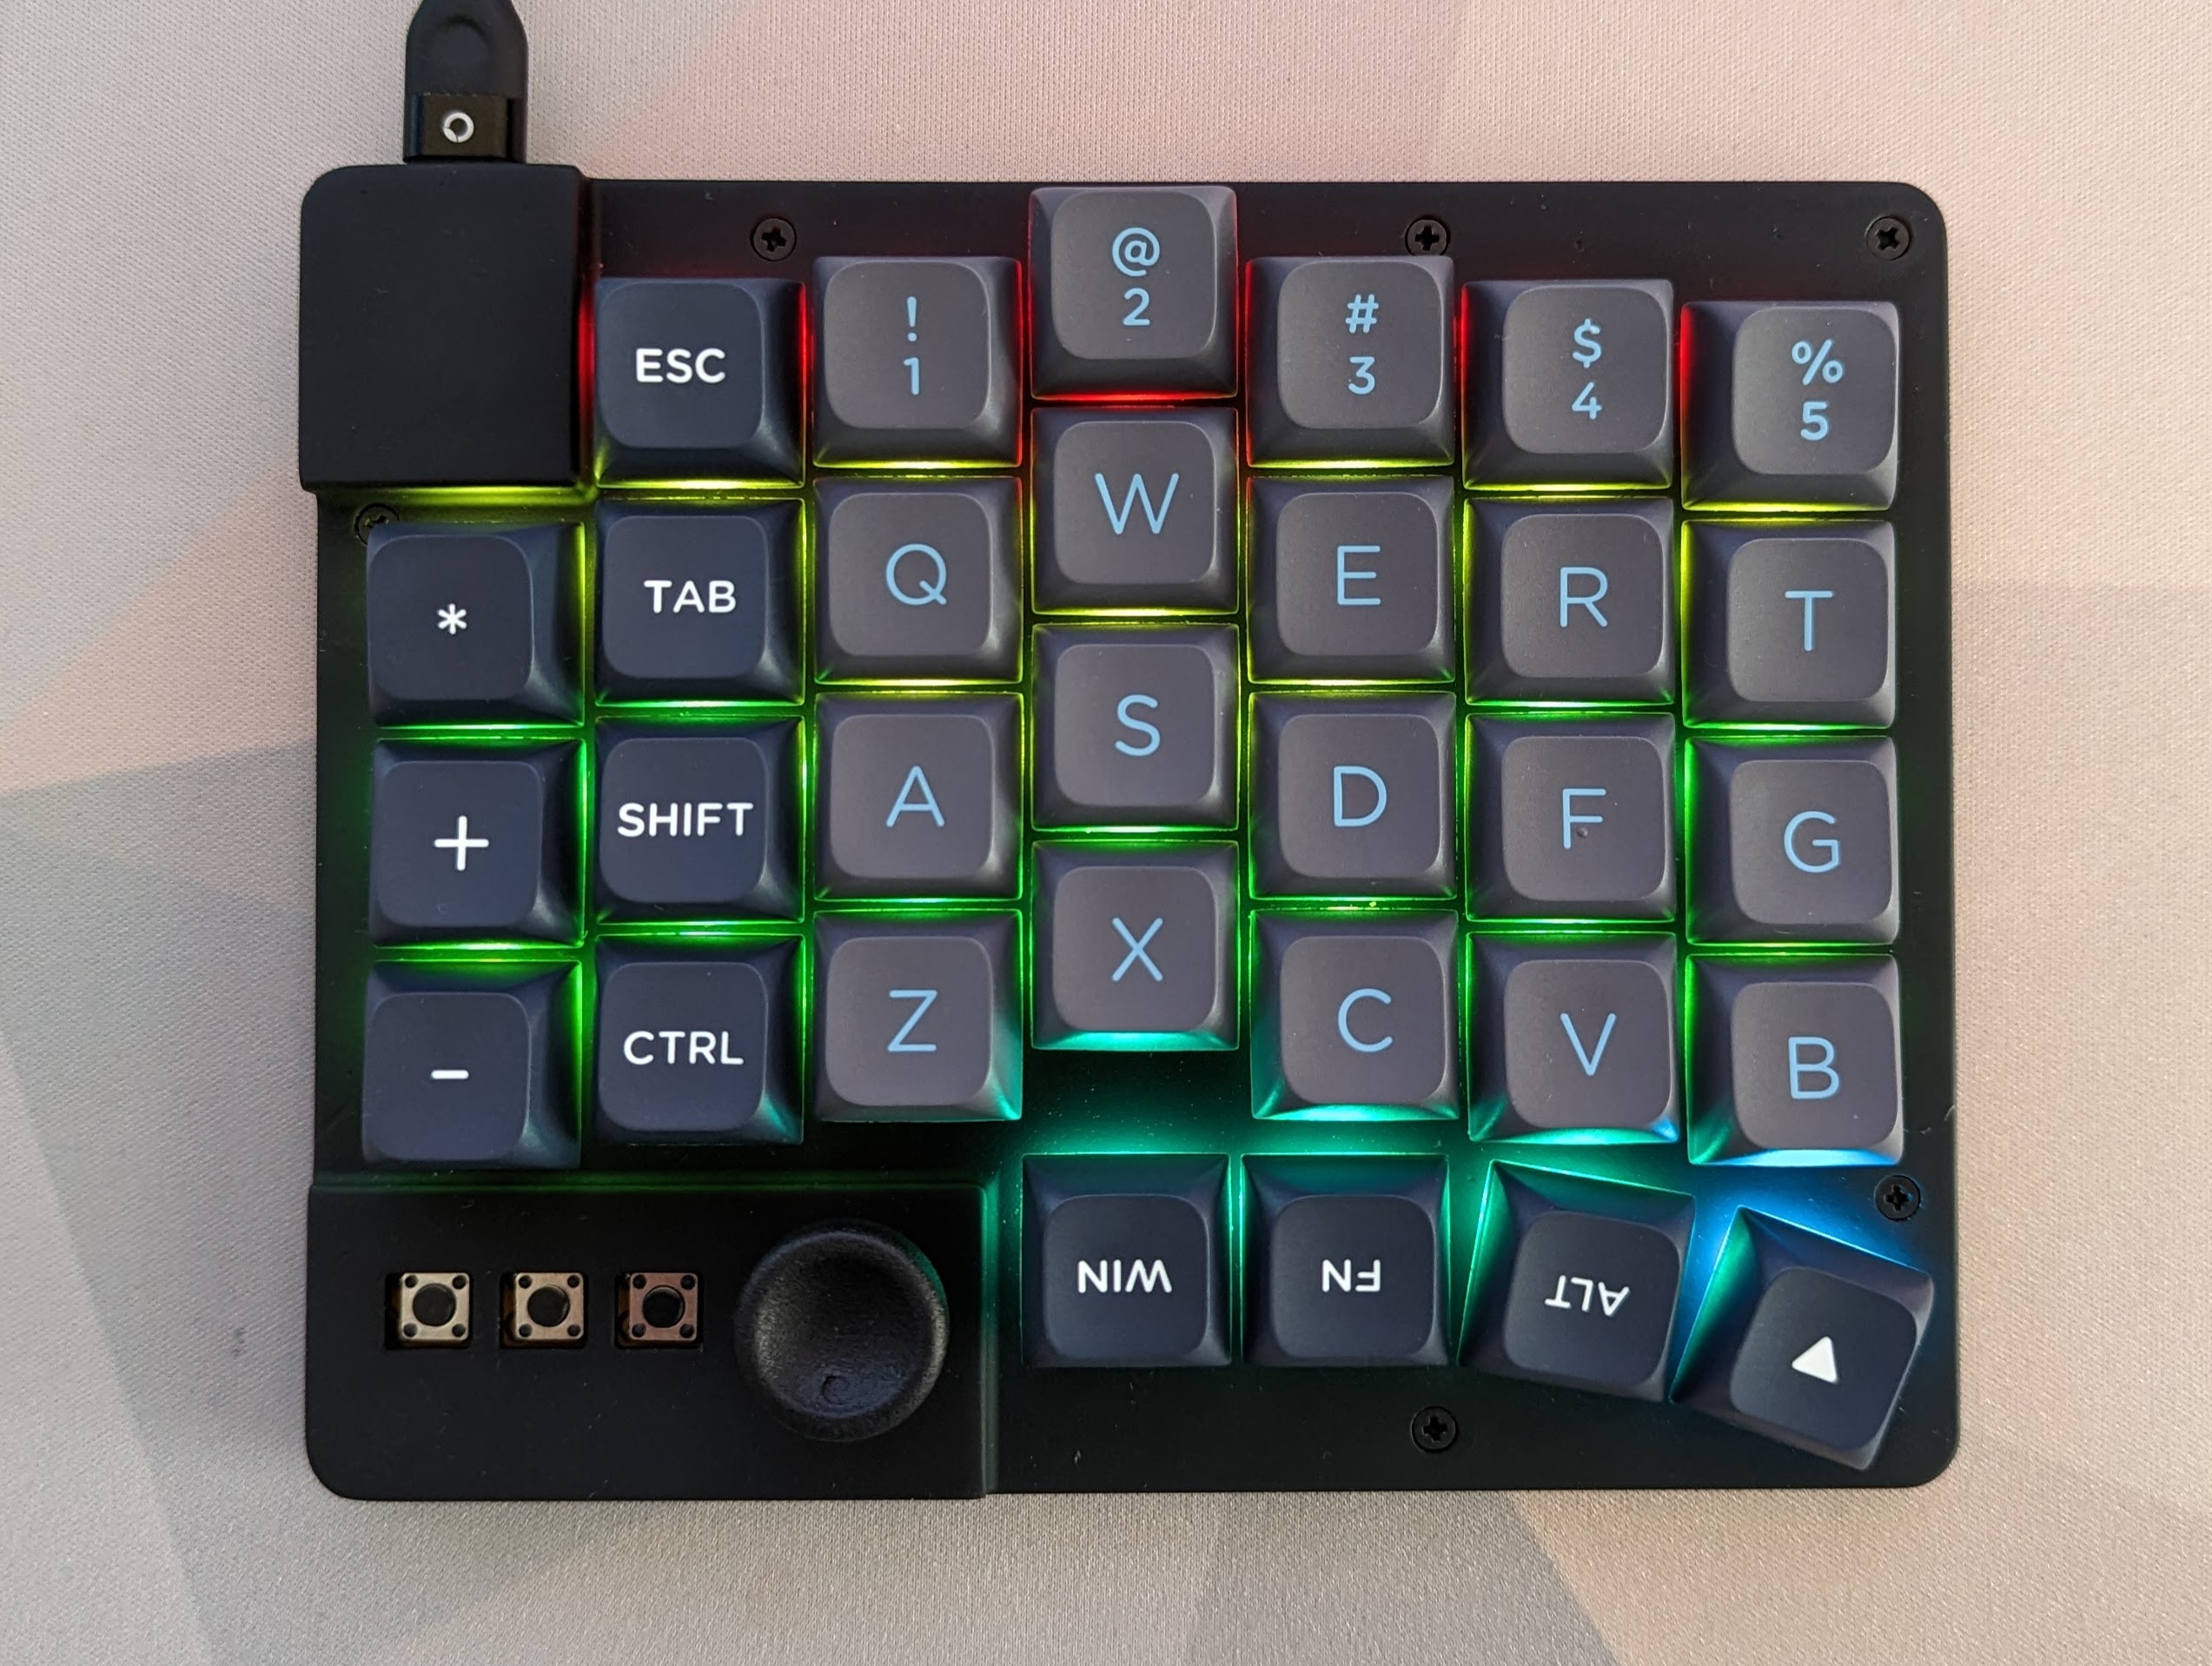 @
2
!
1
#
3
$
4
%
5
ESC
W
* TAB Q E R T
S
+ SHIFT A D F G
X
- CTRL Z C V B
WIN FN ALT